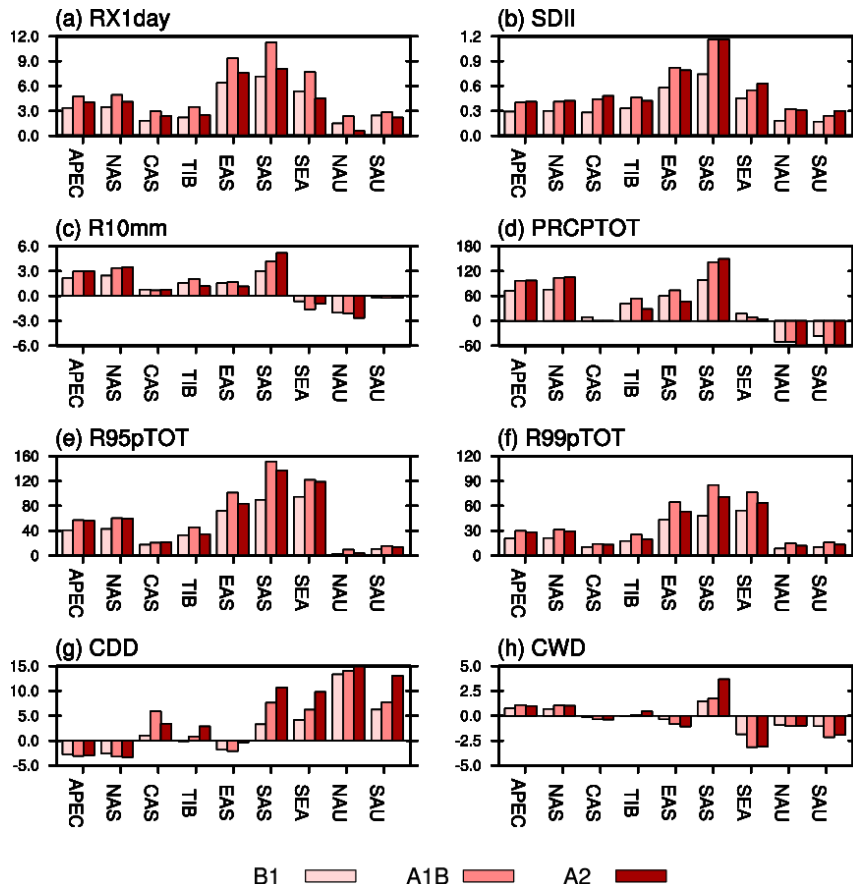 (a) RX1day
12.0
9.0
6.0
3.0
0.0
APEC NAS CAS TIB EAS SAS SEA NAU SAU
(b) SDII
1.2
0.9
0.6
0.3
0.0
APEC NAS CAS TIB EAS SAS SEA NAU SAU
(c) R10mm
6.0
3.0
0.0
-3.0
-6.0
APEC NAS CAS TIB EAS SAS SEA NAU SAU
(d) PRCPTOT
180
120
60
0
-60
APEC NAS CAS TIB EAS SAS SEA NAU SAU
(e) R95pTOT
160
120
80
40
0
APEC NAS CAS TIB EAS SAS SEA NAU SAU
(f) R99pTOT
120
90
60
30
0
APEC NAS CAS TIB EAS SAS SEA NAU SAU
(g) CDD
15.0
10.0
5.0
0.0
-5.0
APEC NAS CAS TIB EAS SAS SEA NAU SAU
(h) CWD
5.0
2.5
0.0
-2.5
-5.0
APEC NAS CAS TIB EAS SAS SEA NAU SAU
B1 A1B A2